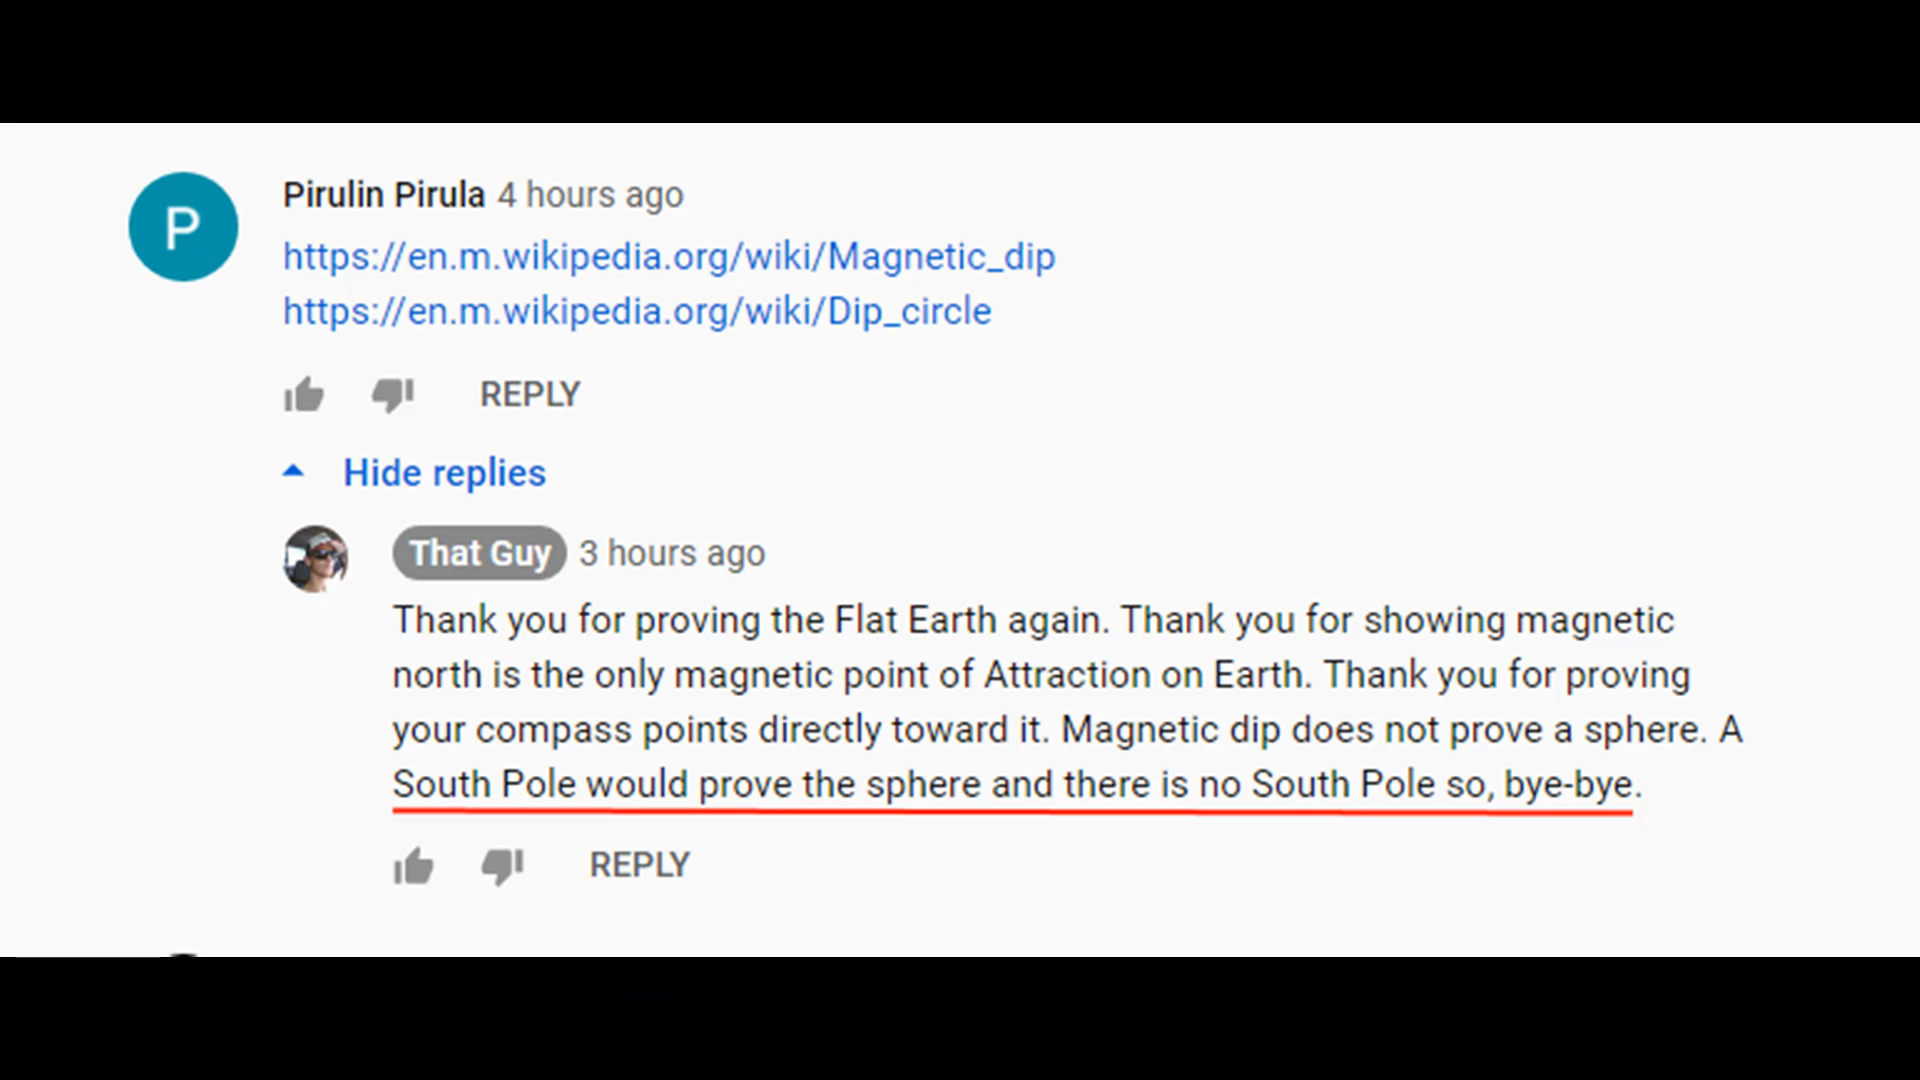 P
Pirulin Pirula 4 hours ago
https://en.m.wikipedia.org/wiki/Magnetic_dip
https://en.m.wikipedia.org/wiki/Dip_circle
REPLY
Hide replies
That Guy 3 hours ago
Thank you for proving the Flat Earth again. Thank you for showing magnetic
north is the only magnetic point of Attraction on Earth. Thank you for proving
your compass points directly toward it. Magnetic dip does not prove a sphere. A
South Pole would prove the sphere and there is no South Pole so, bye-bye.
REPLY